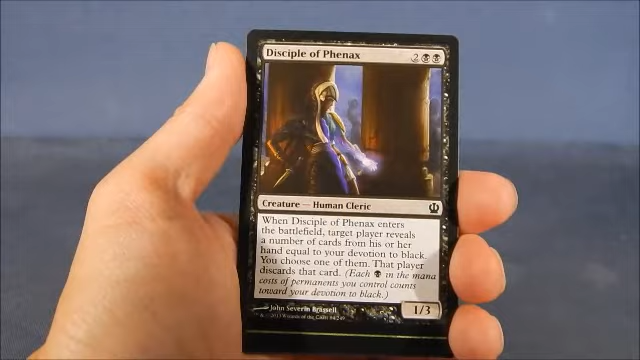 Disciple of Phenax 2
Creature — Human Cleric
When Disciple of Phenax enters
the battlefield, target player reveals
a number of cards from his or her
hand equal to your devotion to black.
You choose one of them. That player
discards that card. (Each in the mana
costs of permanents you control counts
toward your devotion to black.)
John Severin Brassell
1/3